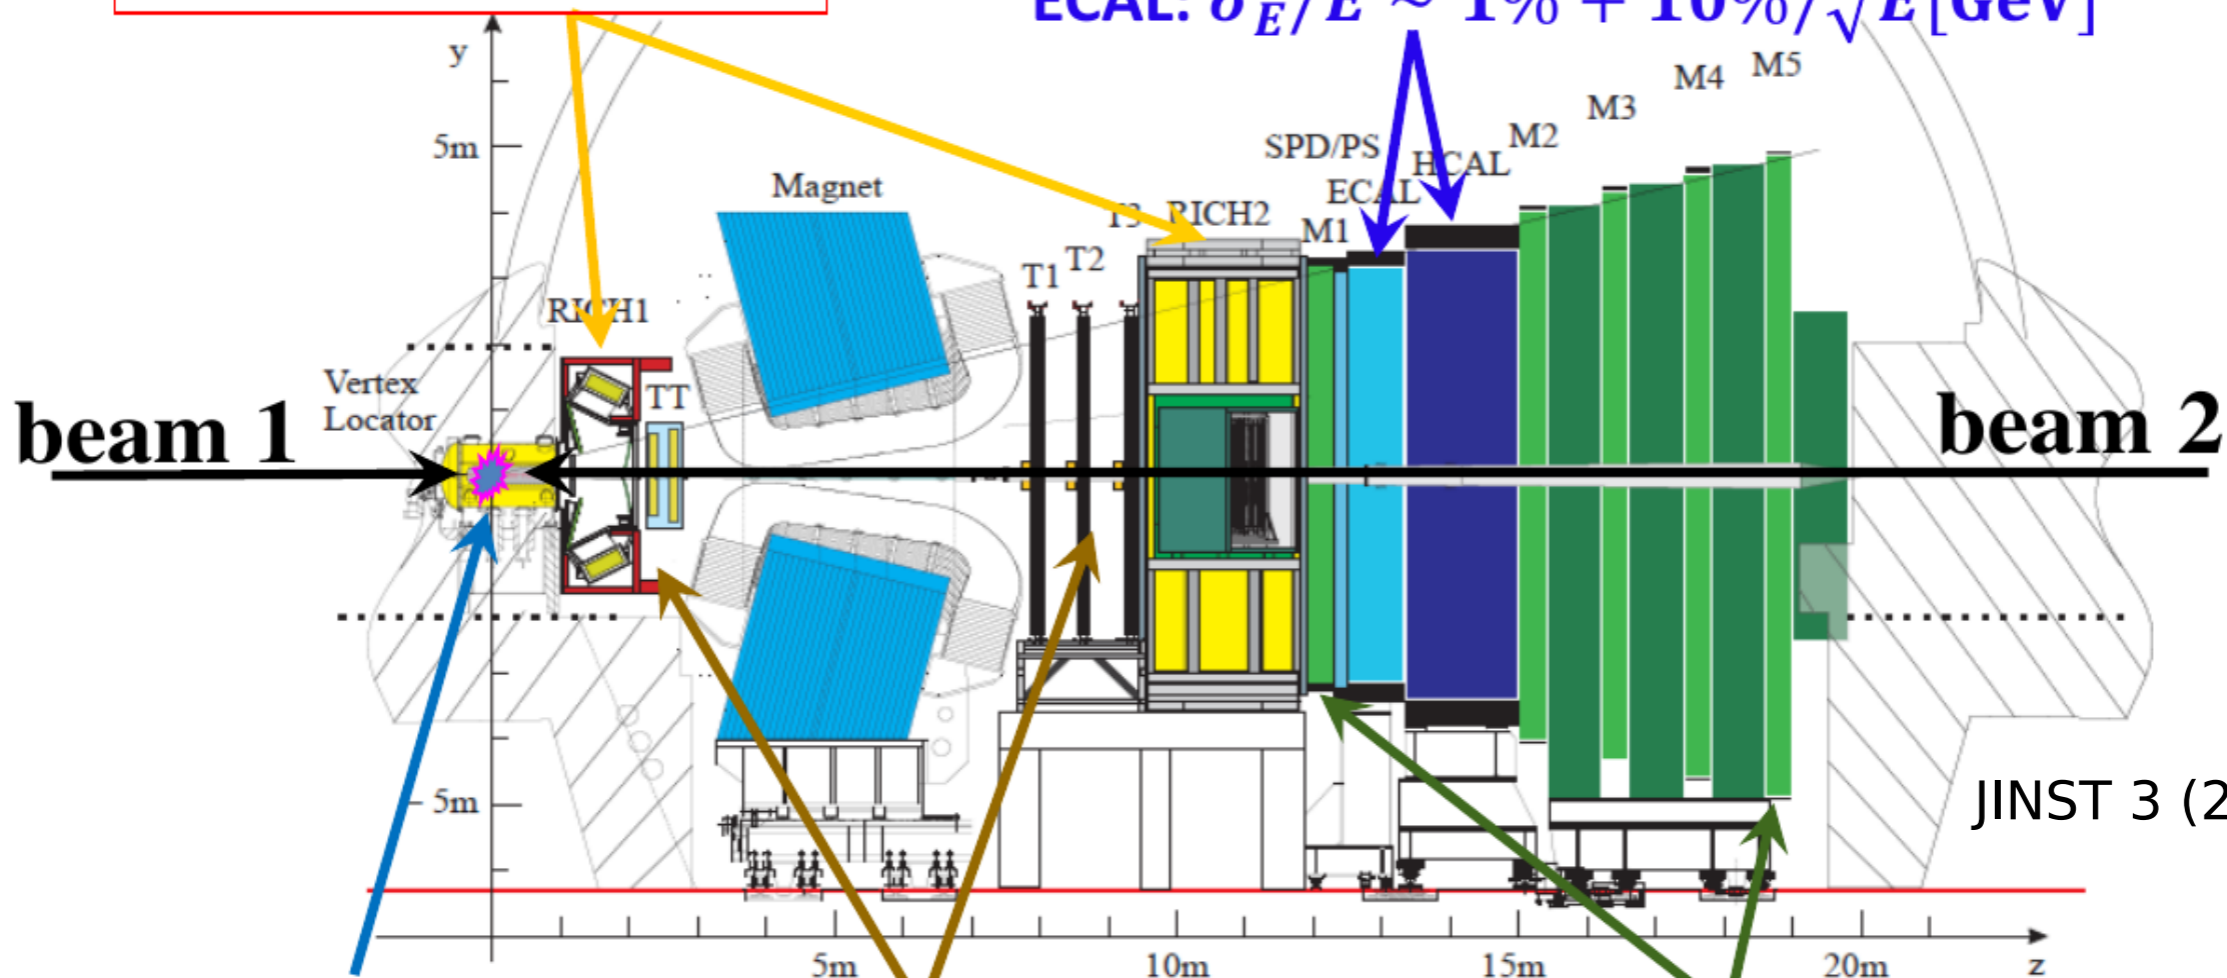 ECAL: σ_E/E ~ 1% + 10%/√E[GeV]
y
M5
M4
M3
M2
5m
SPD/PS
HCAL
Magnet
ECAL
T3 RICH2
M1
T2
T1
RICH1
Vertex
Locator
TT
beam 1
beam 2
5m
JINST 3 (2
5m
10m
15m
20m
z